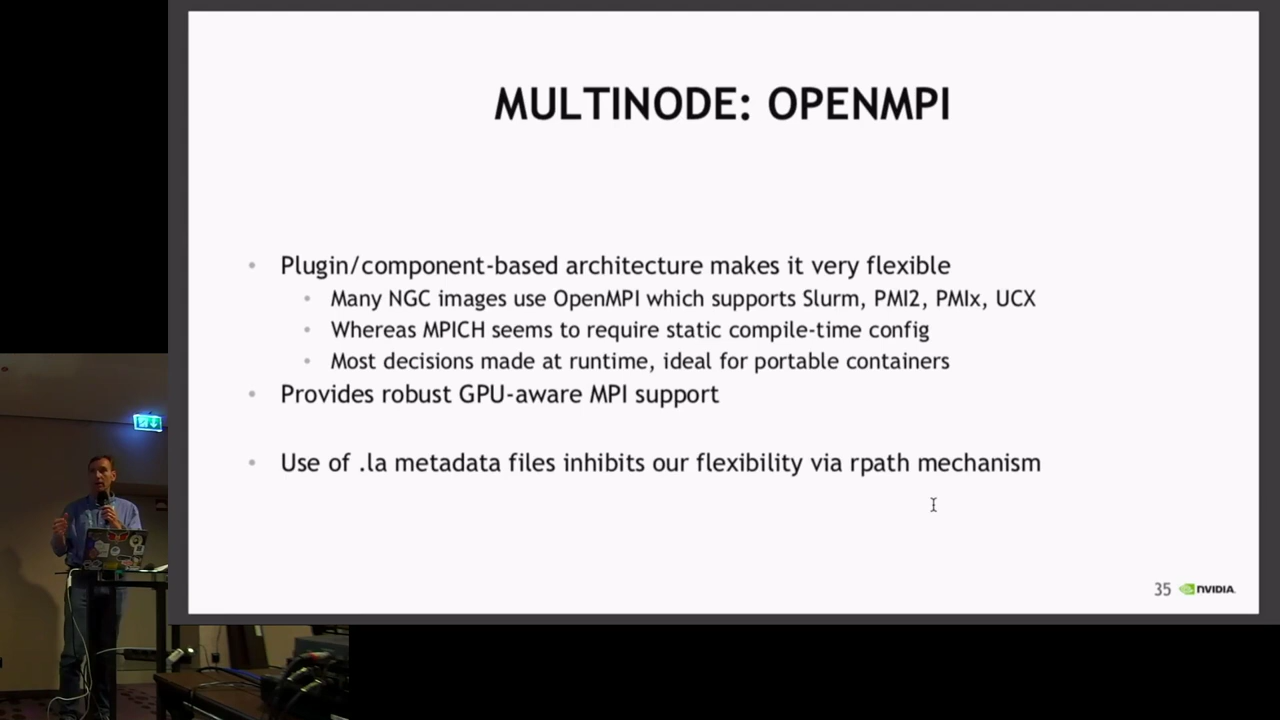 MULTINODE: OPENMPI
Plugin/component-based architecture makes it very flexible
Many NGC images use OpenMPI which supports Slurm, PMI2, PMIx, UCX
Whereas MPICH seems to require static compile-time config
Most decisions made at runtime, ideal for portable containers
Provides robust GPU-aware MPI support
Use of .la metadata files inhibits our flexibility via rpath mechanism
35 NVIDIA